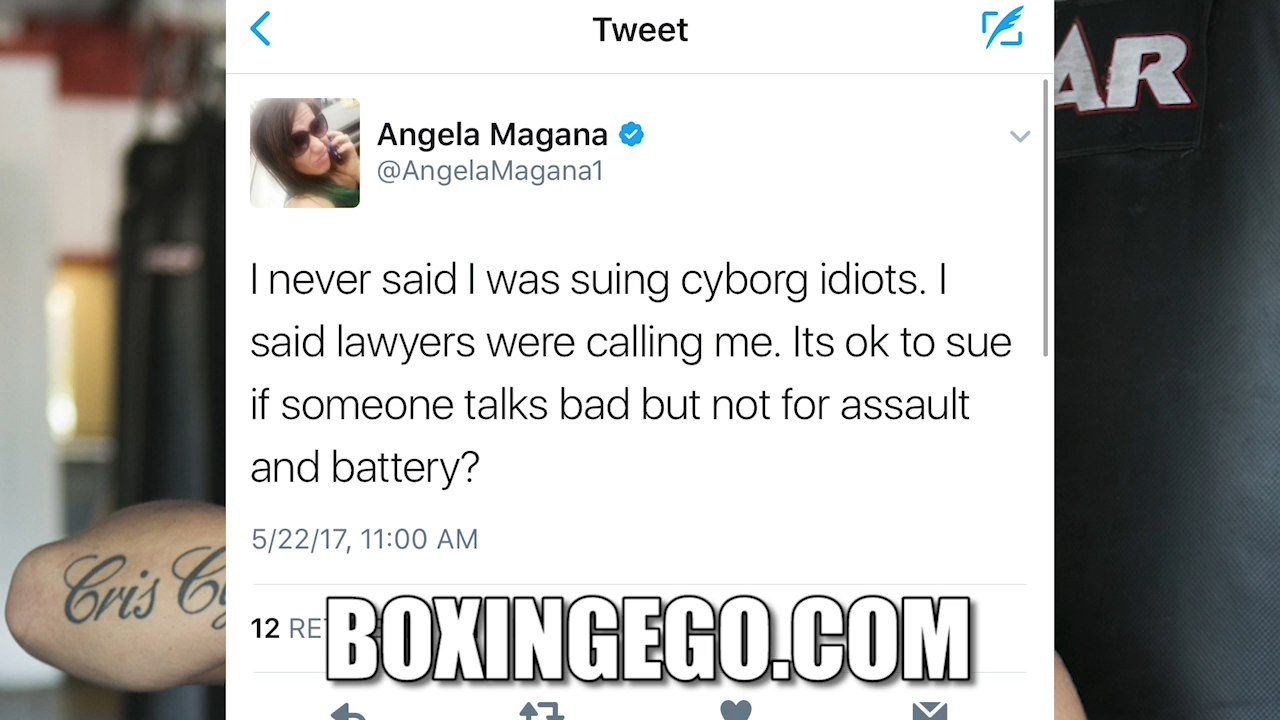 Tweet
Angela Magana
@AngelaMagana1
I never said I was suing cyborg idiots. I
said lawyers were calling me. Its ok to sue
if someone talks bad but not for assault
and battery?
5/22/17, 11:00 AM
12
BOXINGEGO.COM
Cris
AR